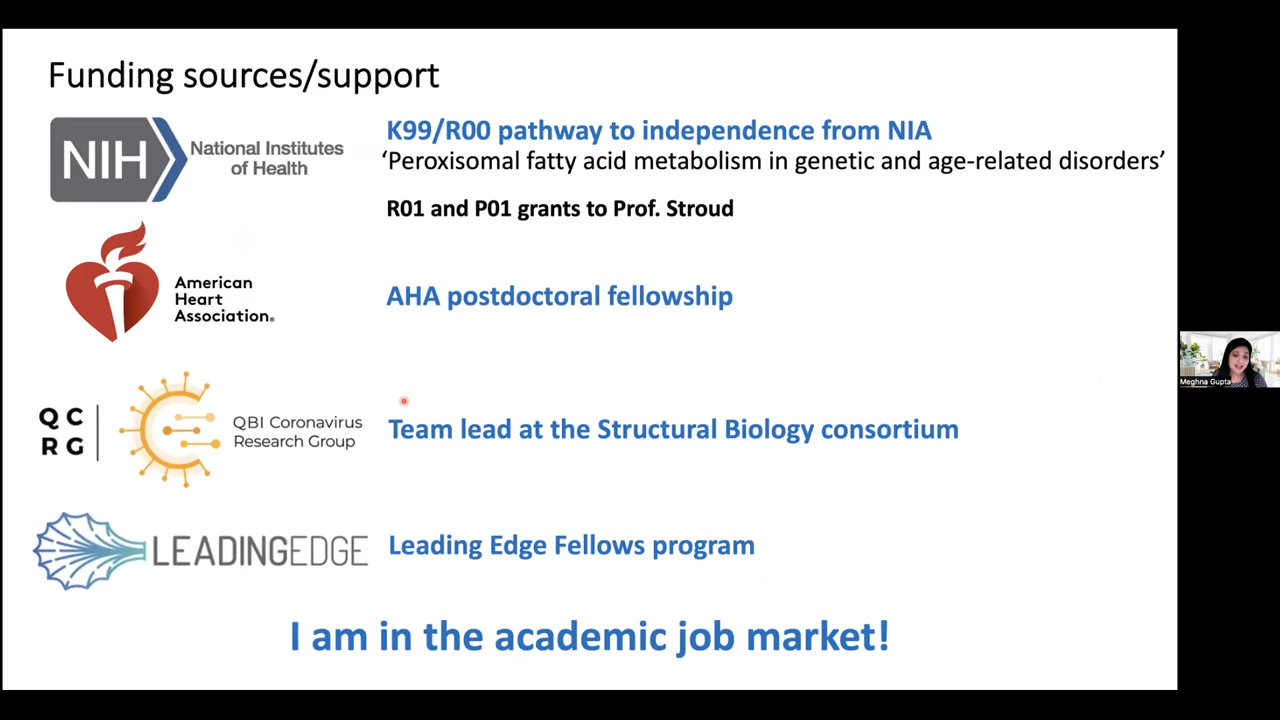 Funding sources/support
NIH
National Institutes
of Health
K99/R00 pathway to independence from NIA
‘Peroxisomal fatty acid metabolism in genetic and age-related disorders’
R01 and P01 grants to Prof. Stroud
American
Heart
Association®
AHA postdoctoral fellowship
QC
RG
QBI Coronavirus
Research Group
Team lead at the Structural Biology consortium
LEADINGEDGE
Leading Edge Fellows program
I am in the academic job market!
Meghna Gupta